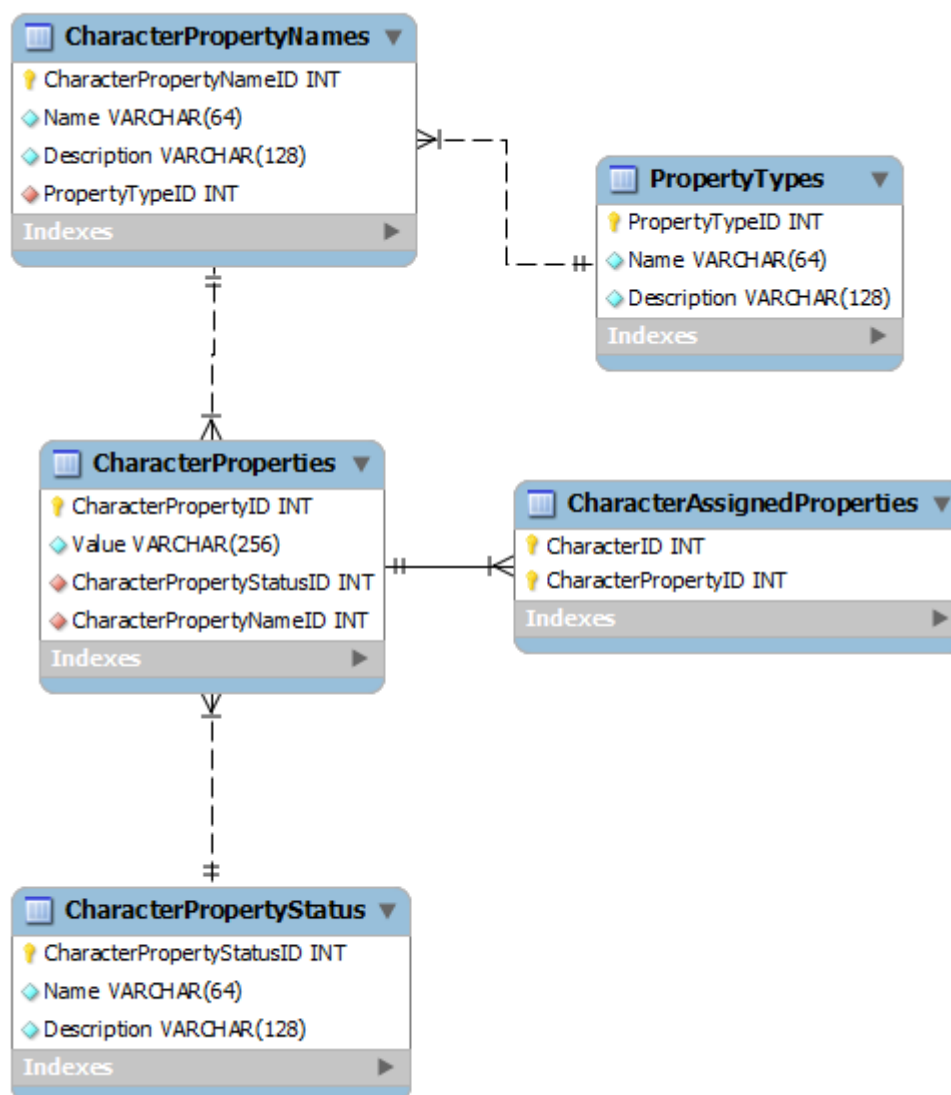 CharacterPropertyNames
CharacterPropertyNameID INT
Name VARCHAR(64)
Description VARCHAR(128)
PropertyTypeID INT
Indexes
PropertyTypes
PropertyTypeID INT
Name VARCHAR(64)
Description VARCHAR(128)
Indexes
CharacterProperties
CharacterPropertyID INT
Value VARCHAR(256)
CharacterPropertyStatusID INT
CharacterPropertyNameID INT
Indexes
CharacterAssignedProperties
CharacterID INT
CharacterPropertyID INT
Indexes
CharacterPropertyStatus
CharacterPropertyStatusID INT
Name VARCHAR(64)
Description VARCHAR(128)
Indexes